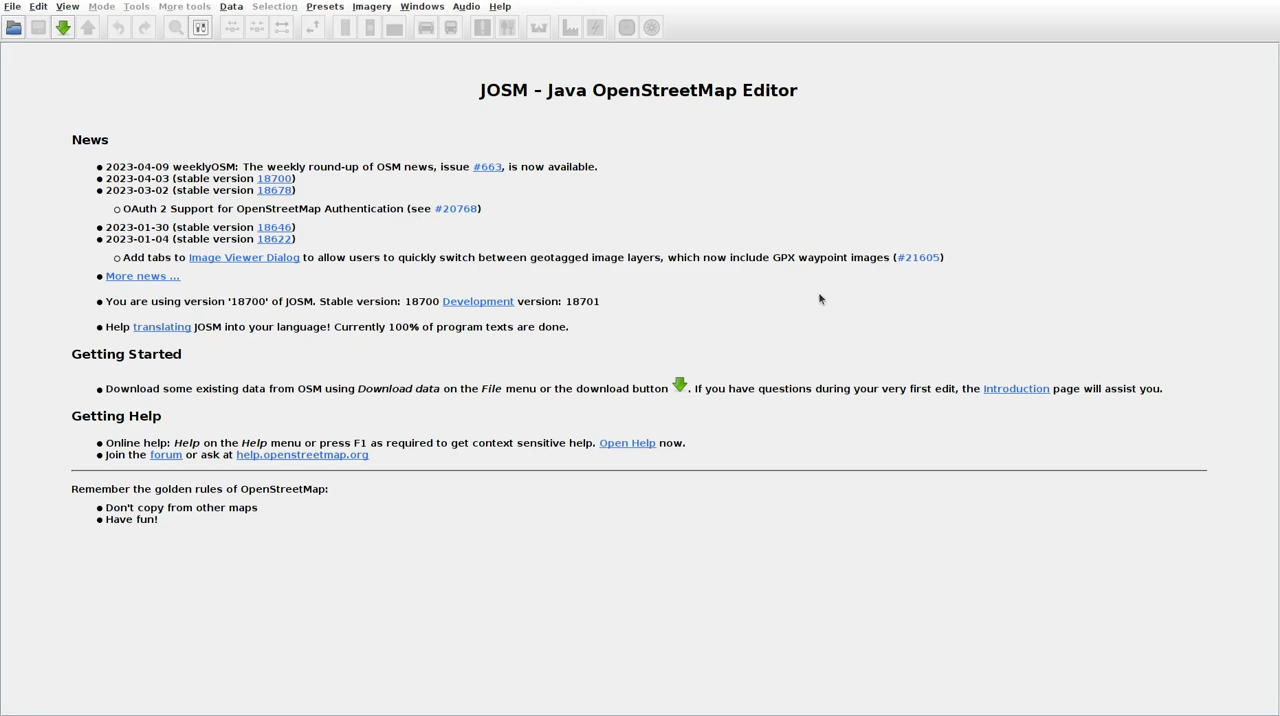 File Edit View Mode Tools More tools Data Selection Presets Imagery Windows Audio Help
JOSM – Java OpenStreetMap Editor
News
2023-04-09 weeklyOSM: The weekly round-up of OSM news, issue #663, is now available.
2023-04-03 (stable version 18700)
2023-03-02 (stable version 18678)
OAuth 2 Support for OpenStreetMap Authentication (see #20768)
2023-01-30 (stable version 18646)
2023-01-04 (stable version 18622)
Add tabs to Image Viewer Dialog to allow users to quickly switch between geotagged image layers, which now include GPX waypoint images (#21605)
More news ...
You are using version '18700' of JOSM. Stable version: 18700 Development version: 18701
Help translating JOSM into your language! Currently 100% of program texts are done.
Getting Started
Download some existing data from OSM using Download data on the File menu or the download button . If you have questions during your very first edit, the Introduction page will assist you.
Getting Help
Online help: Help on the Help menu or press F1 as required to get context sensitive help. Open Help now.
Join the forum or ask at help.openstreetmap.org
Remember the golden rules of OpenStreetMap:
Don't copy from other maps
Have fun!